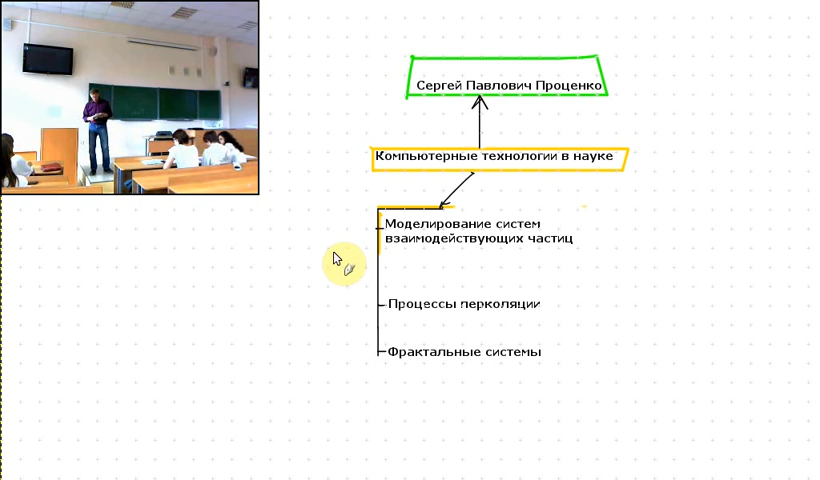 Сергей Павлович Проценко
Компьютерные технологии в науке
Моделирование систем
взаимодействующих частиц
Процессы перколяции
Фрактальные системы